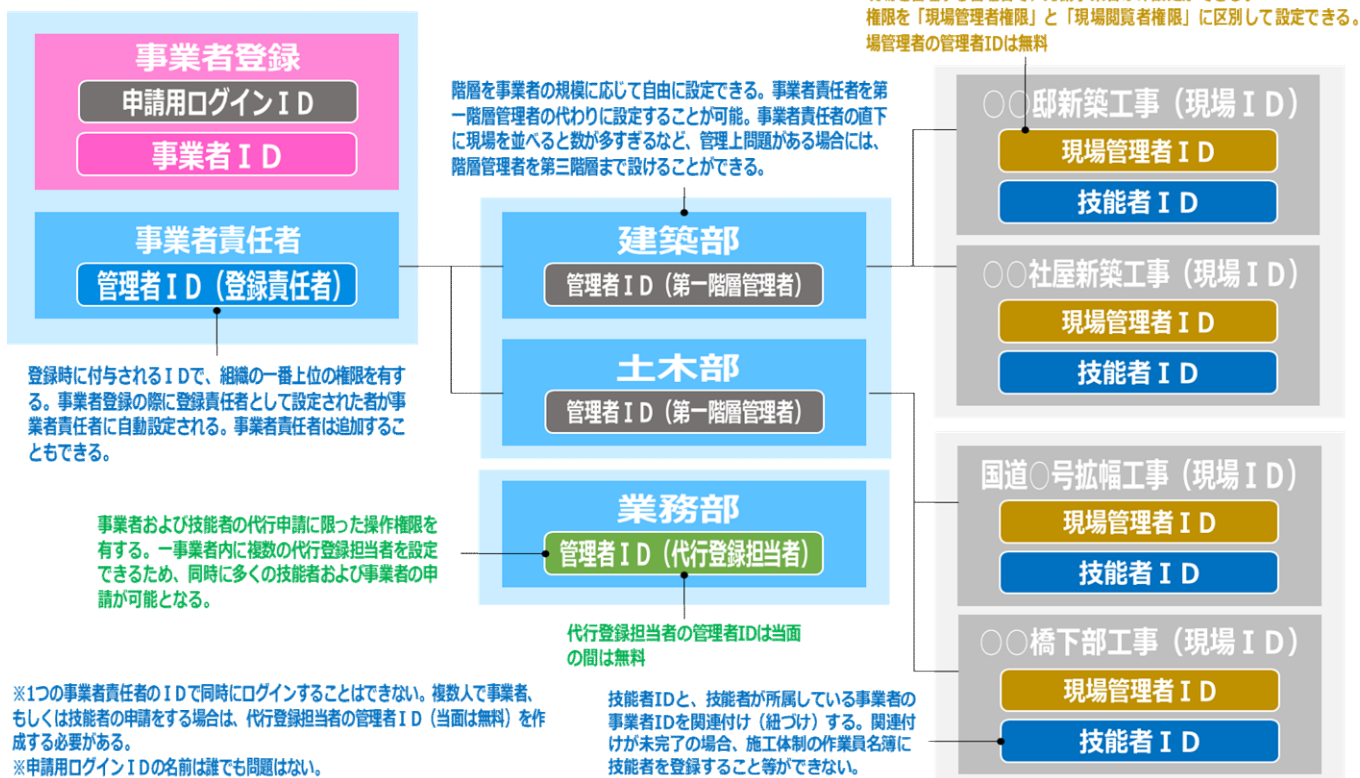 権限を「現場管理者権限」と「現場閲覧者権限」に区別して設定できる。
場管理者の管理者IDは無料
事業者登録
申請用ログインID
事業者ID
事業者責任者
管理者ID(登録責任者)
登録時に付与されるIDで、組織の一番上位の権限を有す
る。事業者登録の際に登録責任者として設定された者が事
業者責任者に自動設定される。事業者責任者は追加するこ
ともできる。
階層を事業者の規模に応じて自由に設定できる。事業者責任者を第
一階層管理者の代わりに設定することが可能。事業者責任者の直下
に現場を並べると数が多すぎるなど、管理上問題がある場合には、
階層管理者を第三階層まで設けることができる。
建築部
管理者ID(第一階層管理者)
土木部
管理者ID(第一階層管理者)
業務部
管理者ID(代行登録担当者)
事業者および技能者の代行申請に限った操作権限を
有する。一事業者内に複数の代行登録担当者を設定
できるため、同時に多くの技能者および事業者の申
請が可能となる。
代行登録担当者の管理者IDは当面
の間は無料
○○邸新築工事(現場ID)
現場管理者ID
技能者ID
○○社屋新築工事(現場ID)
現場管理者ID
技能者ID
国道○号拡幅工事(現場ID)
現場管理者ID
技能者ID
○○橋下部工事(現場ID)
現場管理者ID
技能者ID
技能者IDと、技能者が所属している事業者の
事業者IDを関連付け(紐づけ)する。関連付
けが未完了の場合、施工体制の作業員名簿に
技能者を登録すること等ができない。
※1つの事業者責任者のIDで同時にログインすることはできない。複数人で事業者、
もしくは技能者の申請をする場合は、代行登録担当者の管理者ID(当面は無料)を作
成する必要がある。
※申請用ログインIDの名前は誰でも問題はない。